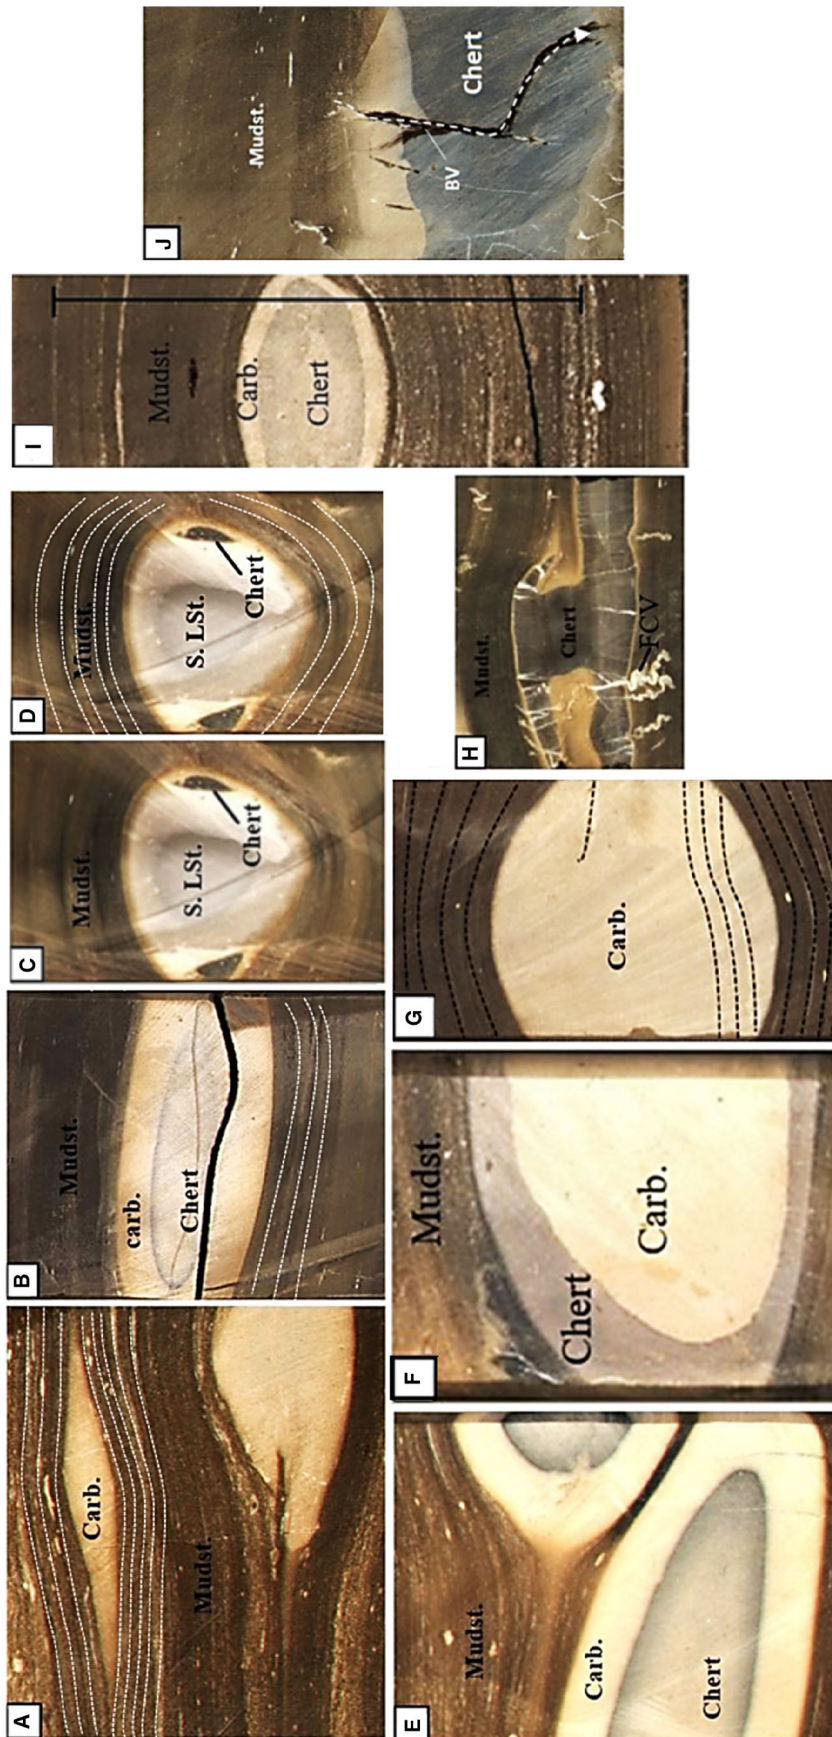 A
Carb.
Mudst.
B
Mudst.
carb.
Chert
C
Mudst.
S. LSt.
Chert
D
Mudst.
S. LSt.
Chert
E
Mudst.
Carb.
Chert
F
Mudst.
Chert
Carb.
G
Carb.
H
Mudst.
Chert
FCV
I
Mudst.
Carb.
Chert
J
Mudst.
Chert
BV